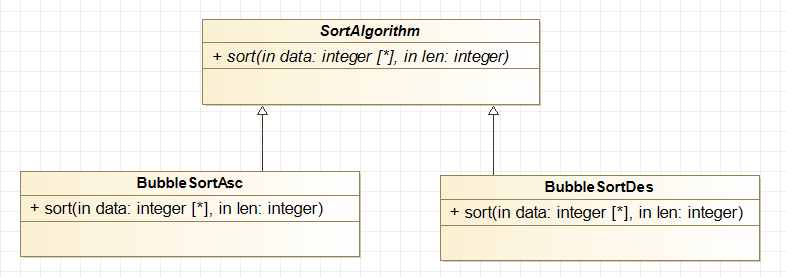 SortAlgorithm
+ sort(in data: integer [*], in len: integer)
BubbleSortAsc
+ sort(in data: integer [*], in len: integer)
BubbleSortDes
+ sort(in data: integer [*], in len: integer)